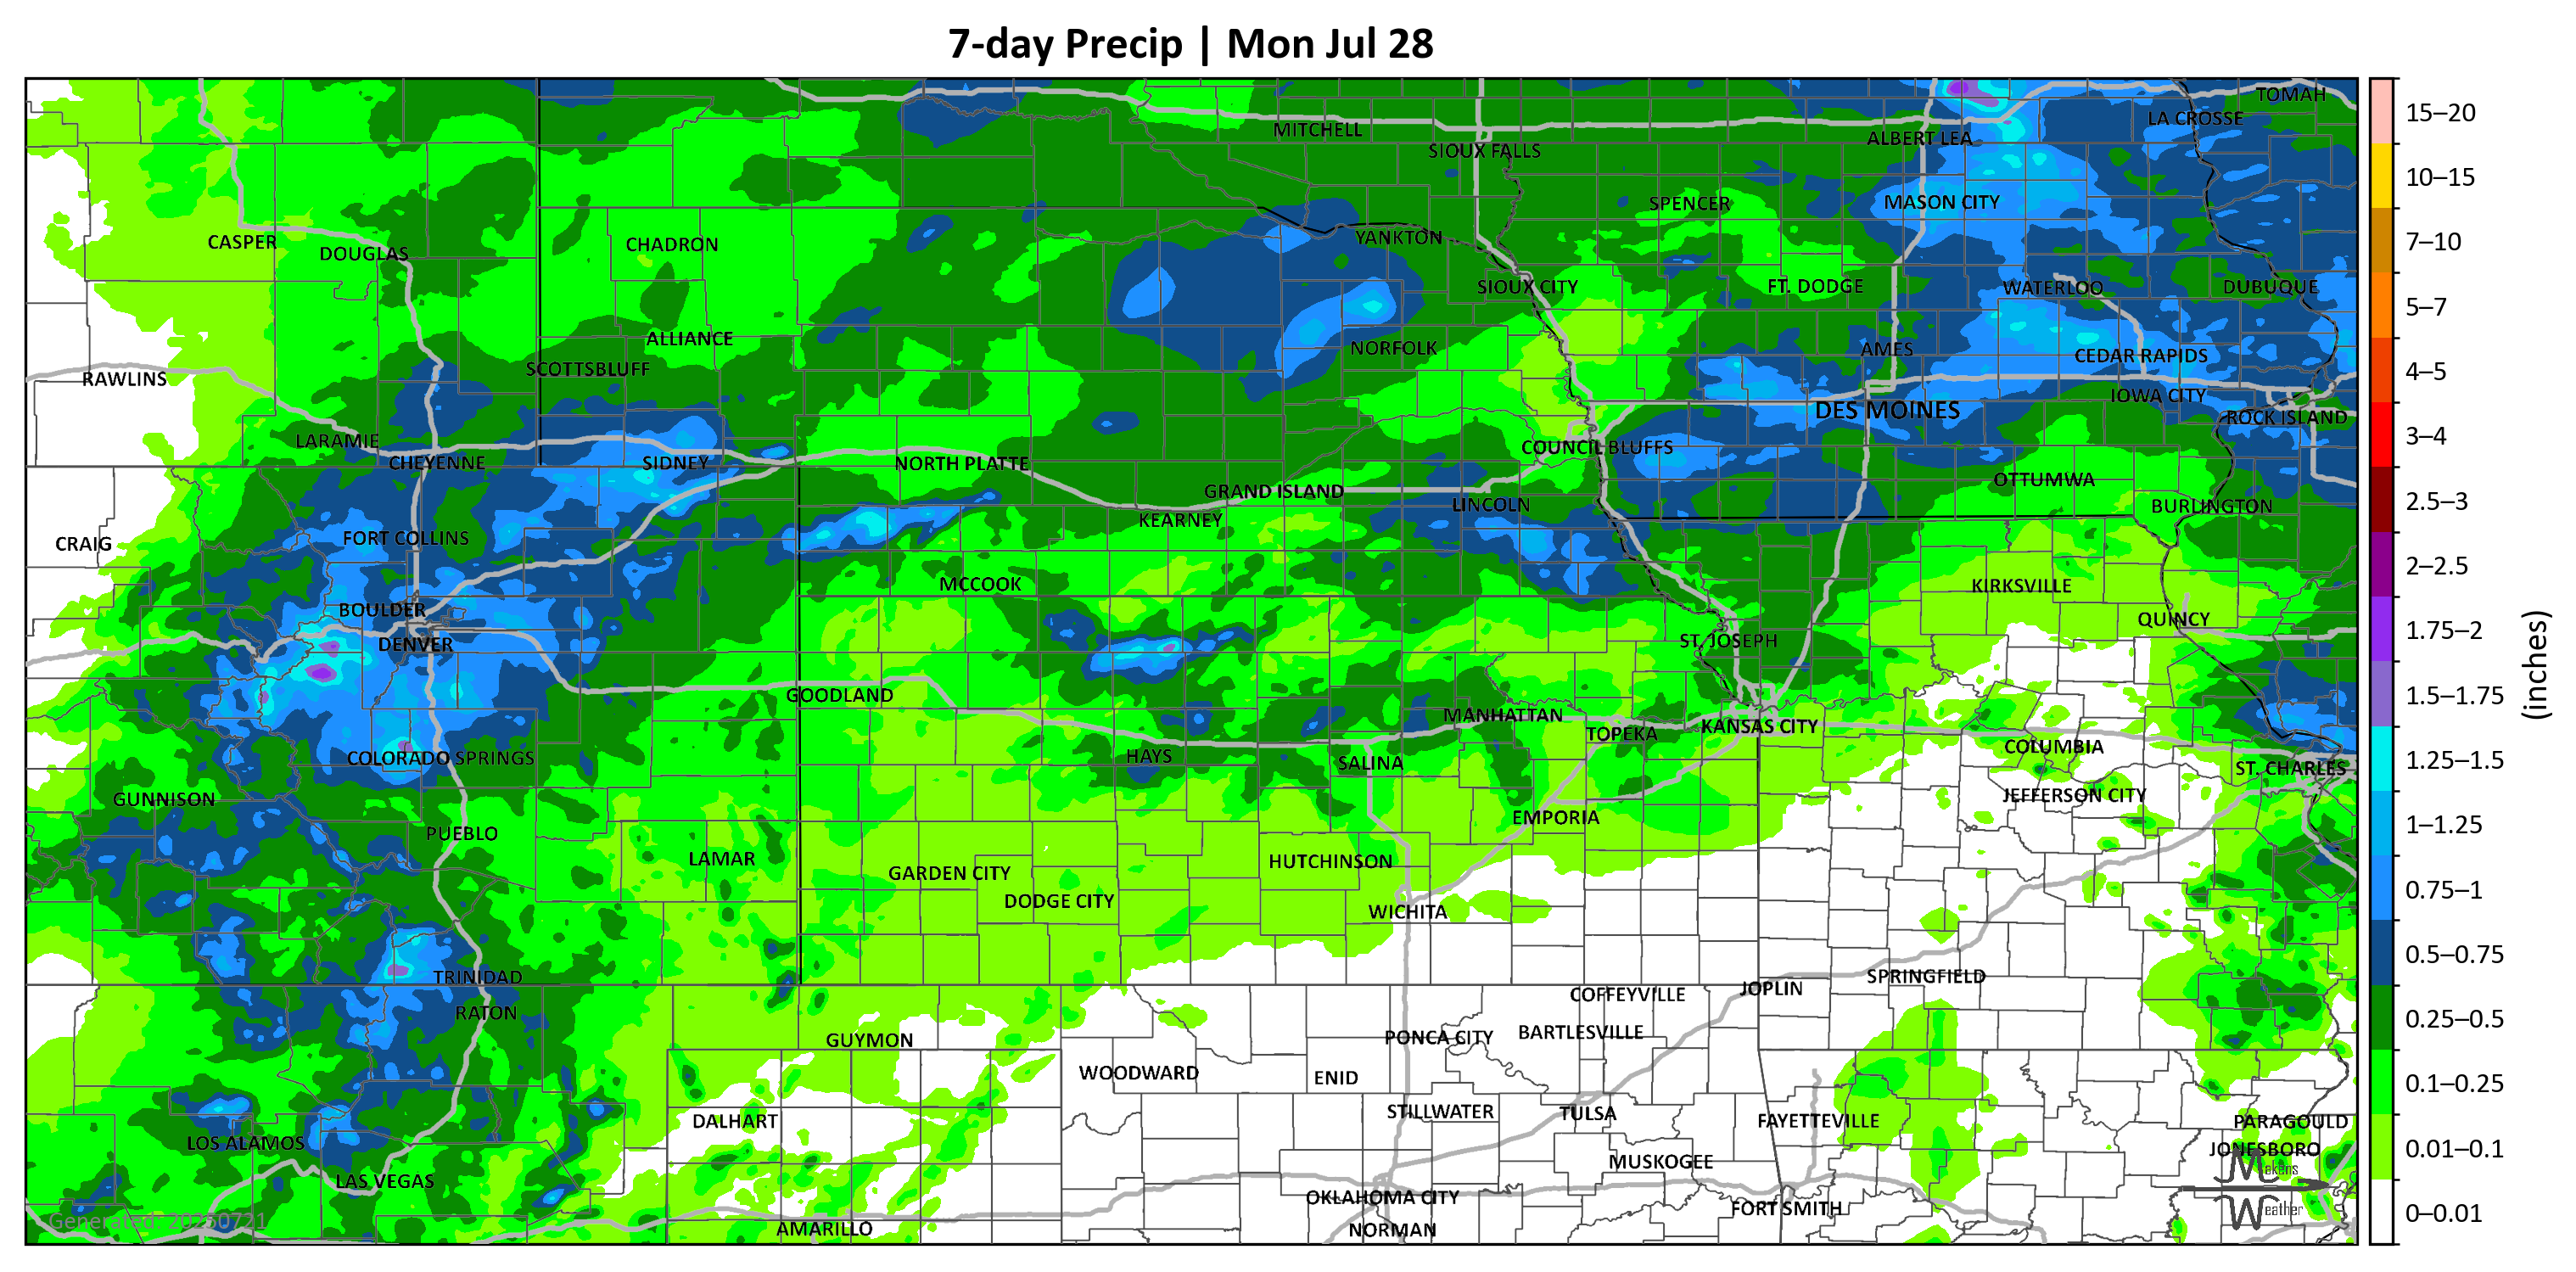 7-day Precip | Mon Jul 28
TOMAH
LA CROSSE
MITCHELL
ALBERT LEA
SIOUX FALLS
SPENCER
MASON CITY
CASPER
DOUGLAS
CHADRON
YANKTON
SIOUX CITY
FT. DODGE
WATERLOO
DUBUQUE
ALLIANCE
NORFOLK
AMES
CEDAR RAPIDS
SCOTTSBLUFF
RAWLINS
IOWA CITY
DES MOINES
ROCK ISLAND
LARAMIE
COUNCIL BLUFFS
CHEYENNE
SIDNEY
NORTH PLATTE
OTTUMWA
GRAND ISLAND
LINCOLN
BURLINGTON
KEARNEY
CRAIG
FORT COLLINS
MCCOOK
KIRKSVILLE
BOULDER
QUINCY
DENVER
ST. JOSEPH
GOODLAND
MANHATTAN
KANSAS CITY
TOPEKA
COLUMBIA
COLORADO SPRINGS
HAYS
SALINA
ST. CHARLES
GUNNISON
JEFFERSON CITY
EMPORIA
PUEBLO
LAMAR
HUTCHINSON
GARDEN CITY
DODGE CITY
WICHITA
TRINIDAD
SPRINGFIELD
JOPLIN
COFFEYVILLE
RATON
GUYMON
PONCA CITY
BARTLESVILLE
WOODWARD
ENID
STILLWATER
TULSA
DALHART
FAYETTEVILLE
PARAGOULD
LOS ALAMOS
JONESBORO
MUSKOGEE
LAS VEGAS
OKLAHOMA CITY
FORT SMITH
AMARILLO
NORMAN
Generated: 20250721
Mekens
Weather
15–20
10–15
7–10
5–7
4–5
3–4
2.5–3
2–2.5
1.75–2
1.5–1.75
1.25–1.5
1–1.25
0.75–1
0.5–0.75
0.25–0.5
0.1–0.25
0.01–0.1
0–0.01
(inches)